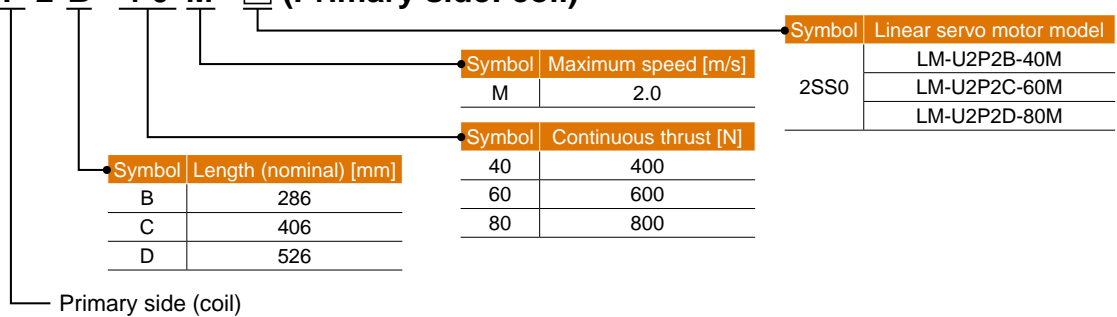 (Primary side: coil)
Symbol Linear servo motor model
2SS0 LM-U2P2B-40M
LM-U2P2C-60M
LM-U2P2D-80M
Symbol Maximum speed [m/s]
M 2.0
Symbol Continuous thrust [N]
40 400
60 600
80 800
Symbol Length (nominal) [mm]
B 286
C 406
D 526
Primary side (coil)